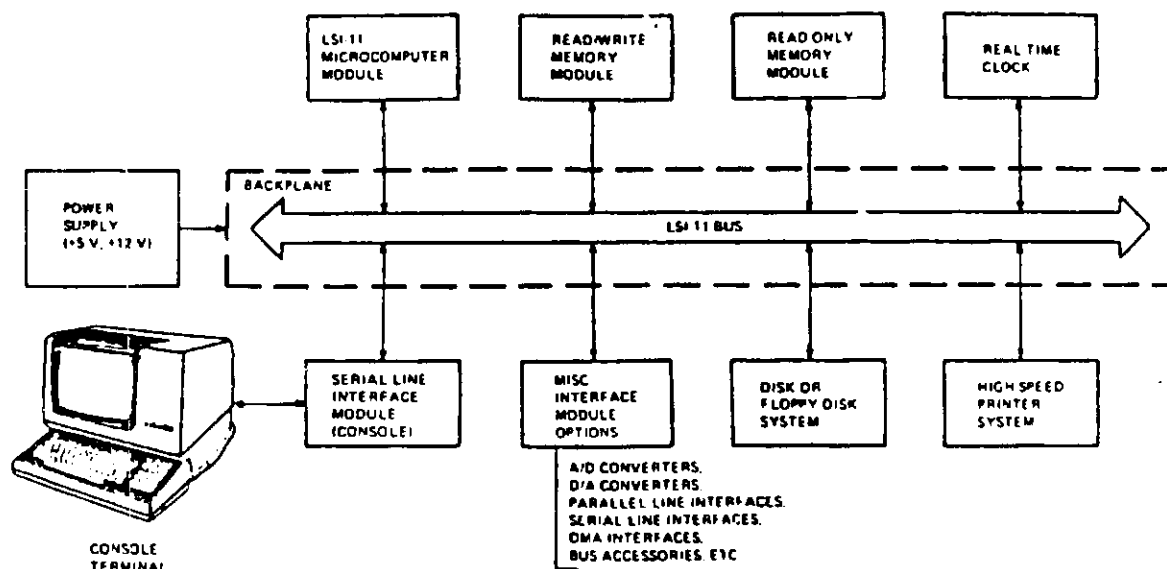 LSI-11
MICROCOMPUTER
MODULE
READ/WRITE
MEMORY
MODULE
READ ONLY
MEMORY
MODULE
REAL TIME
CLOCK
BACKPLANE
POWER
SUPPLY
(+5 V, +12 V)
LSI-11 BUS
SERIAL LINE
INTERFACE
MODULE
(CONSOLE)
MISC
INTERFACE
MODULE
OPTIONS
DISK OR
FLOPPY DISK
SYSTEM
HIGH SPEED
PRINTER
SYSTEM
A/D CONVERTERS,
D/A CONVERTERS,
PARALLEL LINE INTERFACES,
SERIAL LINE INTERFACES,
DMA INTERFACES,
BUS ACCESSORIES, ETC
CONSOLE
TERMINAL